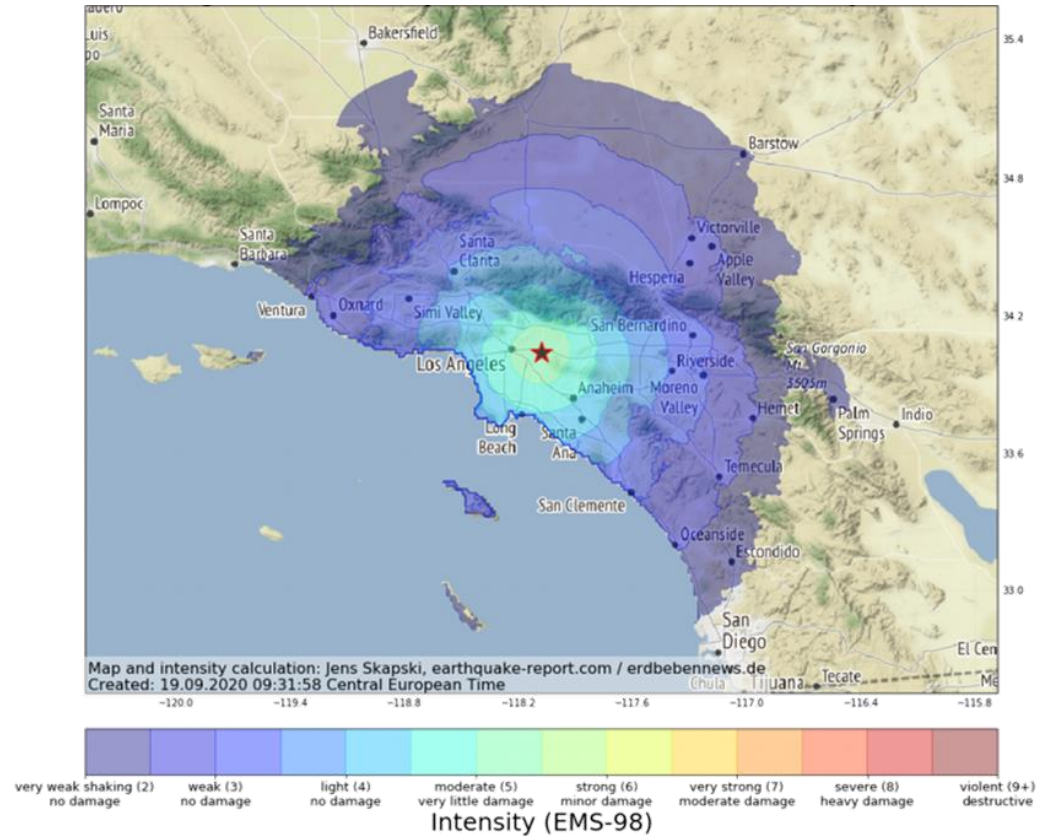 Bakersfield
35.4
Luis
Santa
Maria
Barstow
34.8
Lompoc
Santa
Barbara
Santa
Clarita
Victorville
Apple
Valley
Hesperia
Ventura
Oxnard
Simi Valley
San Bernardino
34.2
Los Angeles
Riverside
San Gorgonio
Mt.
3505m
Anaheim
Moreno
Valley
Hemet
Palm
Springs
Indio
Long
Beach
Santa
Ana
33.6
Temecula
San Clemente
Oceanside
Escondido
33.0
San
Diego
El Cen
Map and intensity calculation: Jens Skapski, earthquake-report.com / erdbebennews.de
Created: 19.09.2020 09:31:58 Central European Time
Chula
Tijuana
Tecate
Me
−120.0 −119.4 −118.8 −118.2 −117.6 −117.0 −116.4 −115.8
very weak shaking (2) weak (3) light (4) moderate (5) strong (6) very strong (7) severe (8) violent (9+)
no damage no damage no damage very little damage minor damage moderate damage heavy damage destructive
Intensity (EMS-98)